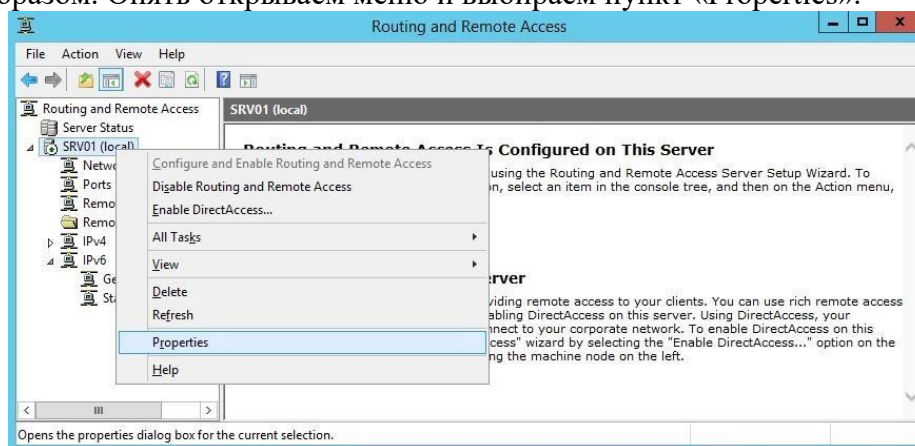 образом. Опять открываем меню и выбираем пункт «Properties».
Routing and Remote Access
File Action View Help
Routing and Remote Access
Server Status
SRV01 (local)
Netwo
Ports
Remo
Remo
IPv4
IPv6
Ge
Sta
SRV01 (local)
Routing and Remote Access Is Configured on This Server
using the Routing and Remote Access Server Setup Wizard. To
n, select an item in the console tree, and then on the Action menu,
erver
viding remote access to your clients. You can use rich remote access
abling DirectAccess on this server. Using DirectAccess, your
nnect to your corporate network. To enable DirectAccess on this
cess" wizard by selecting the "Enable DirectAccess..." option on the
ng the machine node on the left.
Configure and Enable Routing and Remote Access
Disable Routing and Remote Access
Enable DirectAccess...
All Tasks
View
Delete
Refresh
Properties
Help
Opens the properties dialog box for the current selection.